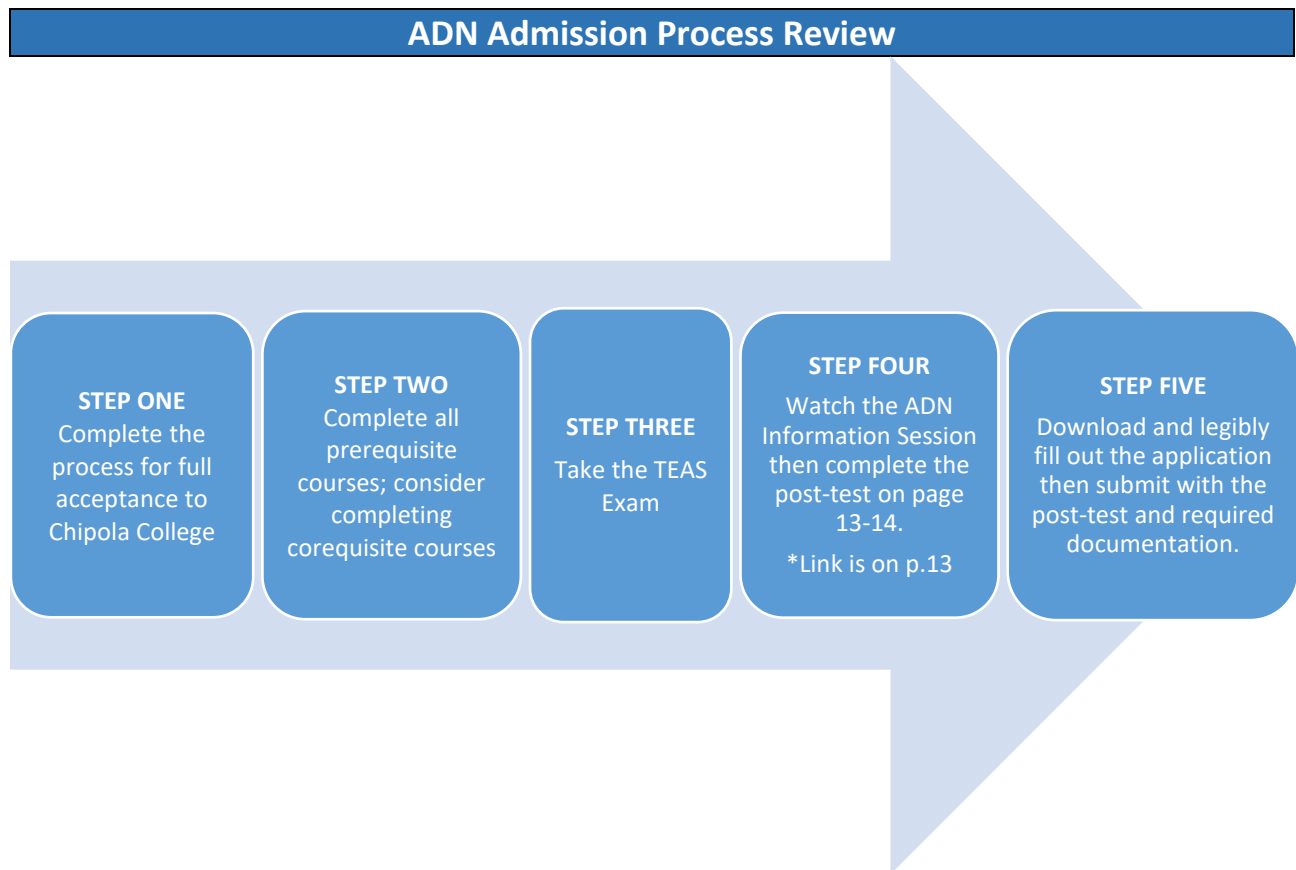 ADN Admission Process Review
STEP ONE
Complete the
process for full
acceptance to
Chipola College
STEP TWO
Complete all
prerequisite
courses; consider
completing
corequisite courses
STEP THREE
Take the TEAS
Exam
STEP FOUR
Watch the ADN
Information Session
then complete the
post-test on page
13-14.
*Link is on p.13
STEP FIVE
Download and legibly
fill out the application
then submit with the
post-test and required
documentation.